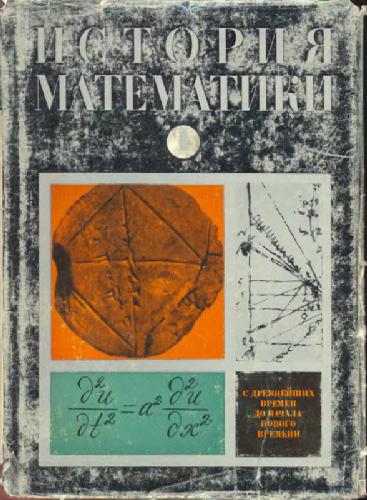 ИСТОРИЯ
МАТЕМАТИКИ
1
∂²u/∂t² = a² ∂²u/∂x²
С ДРЕВНЕЙШИХ
ВРЕМЕН
ДО НАЧАЛА
НОВОГО
ВРЕМЕНИ